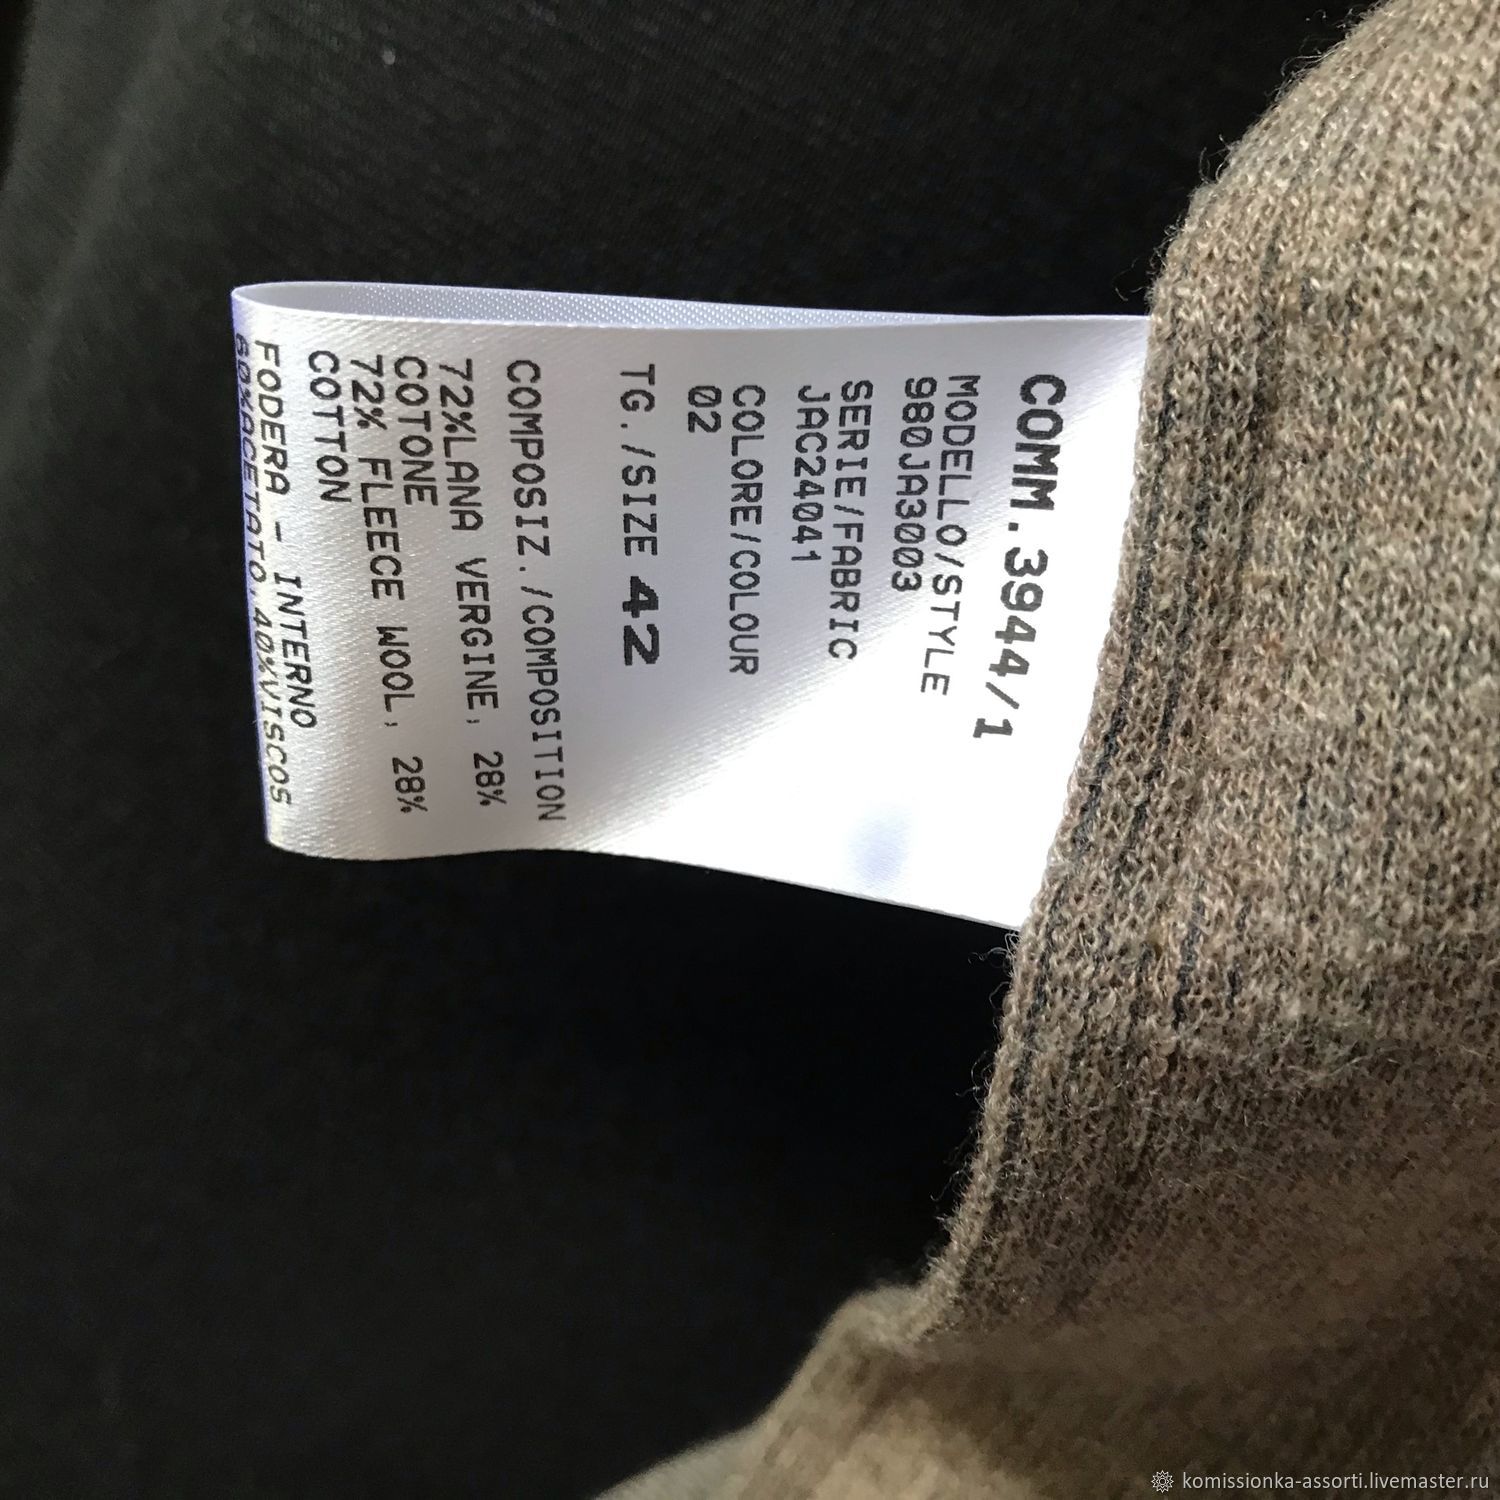 COMM.3944/1
MODELLO/STYLE
980JA3003
SERIE/FABRIC
JAC24041
COLORE/COLOUR
02
TG./SIZE 42
COMPOSIZ./COMPOSITION
72%LANA VERGINE, 28%
COTONE
72% FLEECE WOOL, 28%
COTTON
FODERA - INTERNO
60%ACETATO,40%VISCOS
komissionka-assorti.livemaster.ru